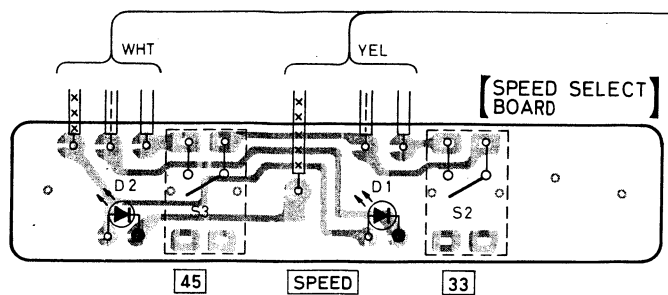 WHT
YEL
【SPEED SELECT
BOARD】
D2
S3
D1
S2
45
SPEED
33